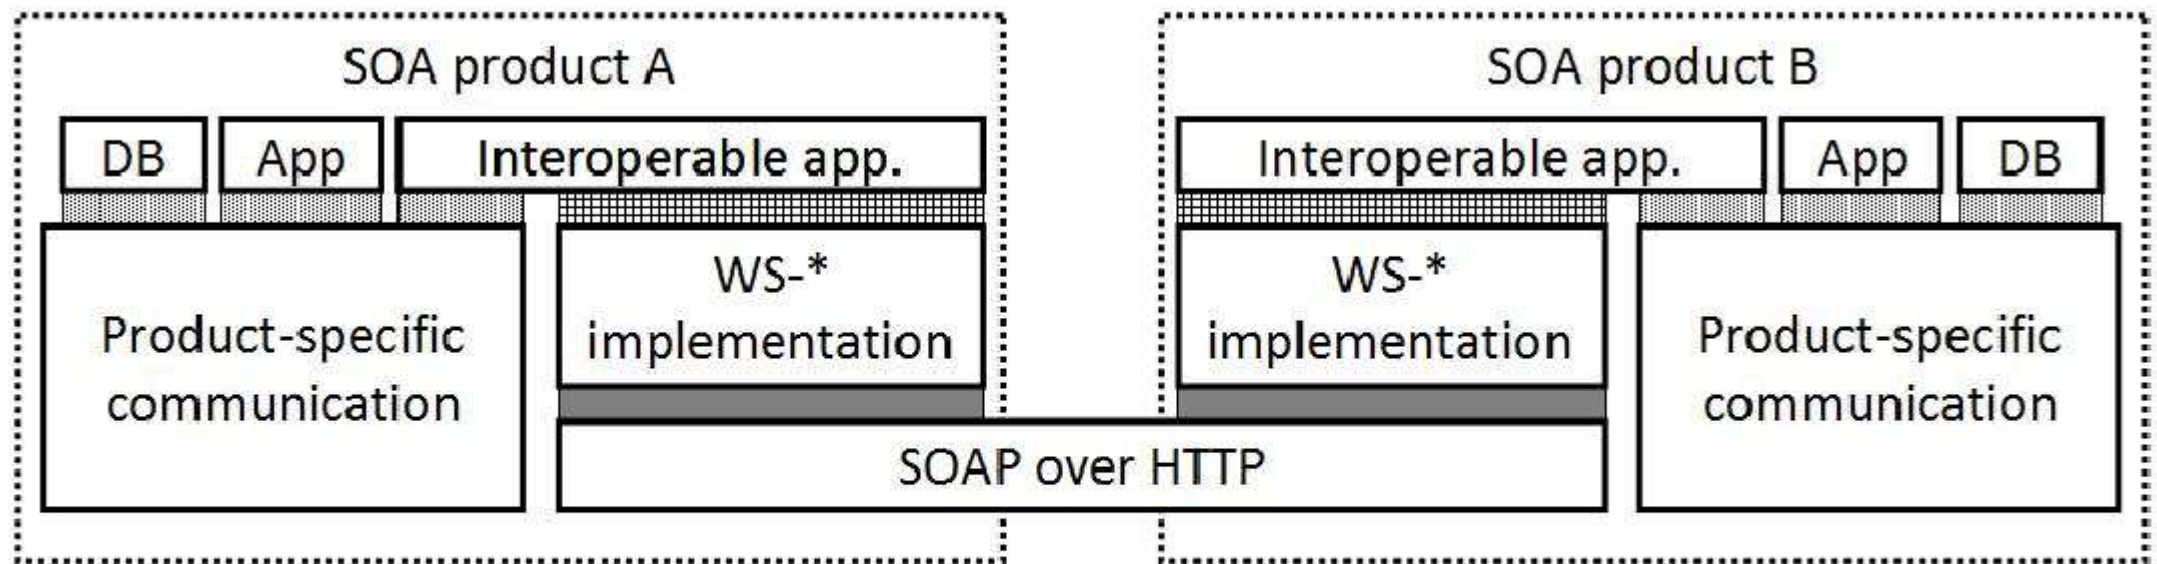 SOA product A
SOA product B
DB
App
Interoperable app.
Interoperable app.
App
DB
Product-specific
communication
WS-*
implementation
WS-*
implementation
Product-specific
communication
SOAP over HTTP